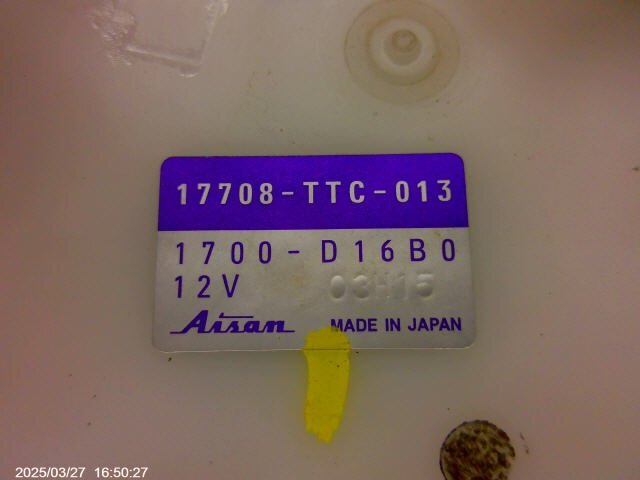 17708-TTC-013
1700-D16B0
12V 03H15
Aisan MADE IN JAPAN
2025/03/27 16:50:27